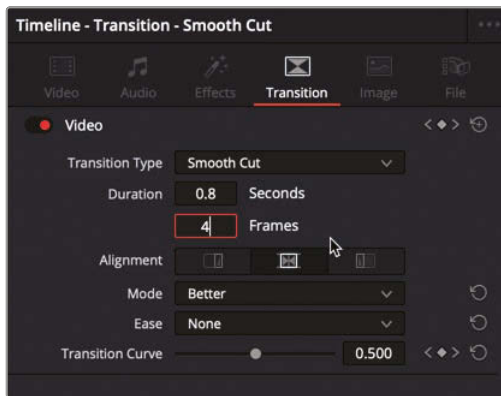 Timeline - Transition - Smooth Cut
Video Audio Effects Transition Image File
Video
Transition Type Smooth Cut
Duration 0.8 Seconds
4 Frames
Alignment
Mode Better
Ease None
Transition Curve 0.500